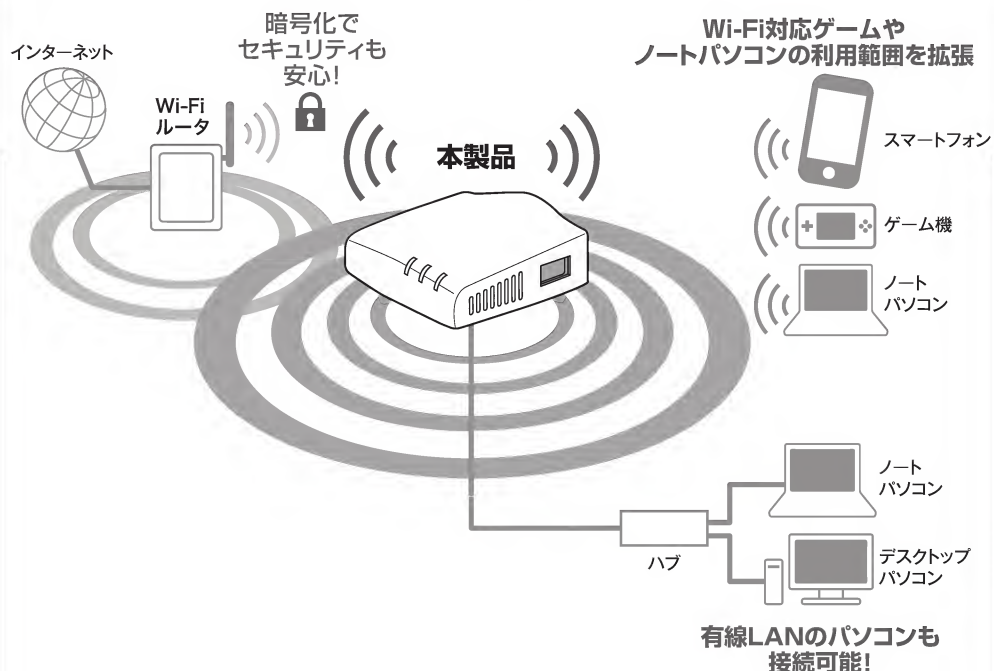 暗号化で
セキュリティも
安心!
インターネット
Wi-Fi
ルータ
本製品
Wi-Fi対応ゲームや
ノートパソコンの利用範囲を拡張
スマートフォン
ゲーム機
ノート
パソコン
ノート
パソコン
ハブ
デスクトップ
パソコン
有線LANのパソコンも
接続可能!